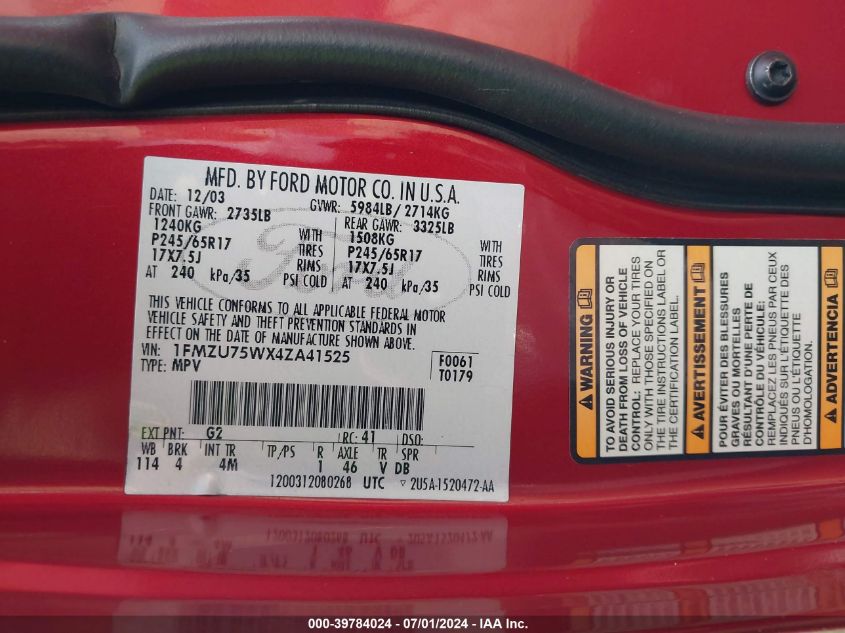 MFD. BY FORD MOTOR CO. IN U.S.A.
DATE: 12/03 GVWR: 5984LB/ 2714KG
FRONT GAWR: 2735LB REAR GAWR: 3325LB
1240KG WITH 1508KG WITH
P245/65R17 TIRES P245/65R17 TIRES
17X7.5J RIMS 17X7.5J RIMS
AT 240 kPa/35 PSI COLD AT 240 kPa/35 PSI COLD
Ford
THIS VEHICLE CONFORMS TO ALL APPLICABLE FEDERAL MOTOR
VEHICLE SAFETY AND THEFT PREVENTION STANDARDS IN
EFFECT ON THE DATE OF MANUFACTURE SHOWN ABOVE.
VIN: 1FMZU75WX4ZA41525 F0061
TYPE: MPV T0179
EXT PNT: G2 RC: 41 DSO:
WB BRK INT TR TP/PS R AXLE TR SPR
114 4 4M 1 46 V DB
1200312080268 UTC ▽ 2U5A-1520472-AA
⚠ WARNING
TO AVOID SERIOUS INJURY OR
DEATH FROM LOSS OF VEHICLE
CONTROL: REPLACE YOUR TIRES
ONLY WITH THOSE SPECIFIED ON
THE TIRE INSTRUCTIONS LABEL OR
THE CERTIFICATION LABEL.
⚠ AVERTISSEMENT
POUR ÉVITER DES BLESSURES
GRAVES OU MORTELLES
RÉSULTANT D'UNE PERTE DE
CONTRÔLE DU VÉHICULE:
REMPLACEZ LES PNEUS PAR CEUX
INDIQUÉS SUR L'ÉTIQUETTE DES
PNEUS OU L'ÉTIQUETTE
D'HOMOLOGATION.
⚠ ADVERTENCIA
000-39784024 - 07/01/2024 - IAA Inc.